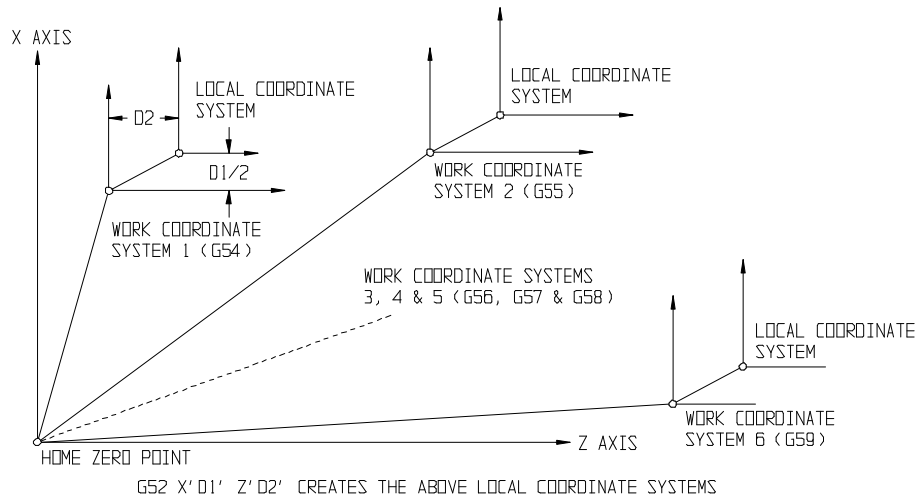 X AXIS
LOCAL COORDINATE
SYSTEM
D2
D1/2
WORK COORDINATE
SYSTEM 1 (G54)
LOCAL COORDINATE
SYSTEM
WORK COORDINATE
SYSTEM 2 (G55)
WORK COORDINATE SYSTEMS
3, 4 & 5 (G56, G57 & G58)
LOCAL COORDINATE
SYSTEM
WORK COORDINATE
SYSTEM 6 (G59)
Z AXIS
HOME ZERO POINT
G52 X'D1' Z'D2' CREATES THE ABOVE LOCAL COORDINATE SYSTEMS